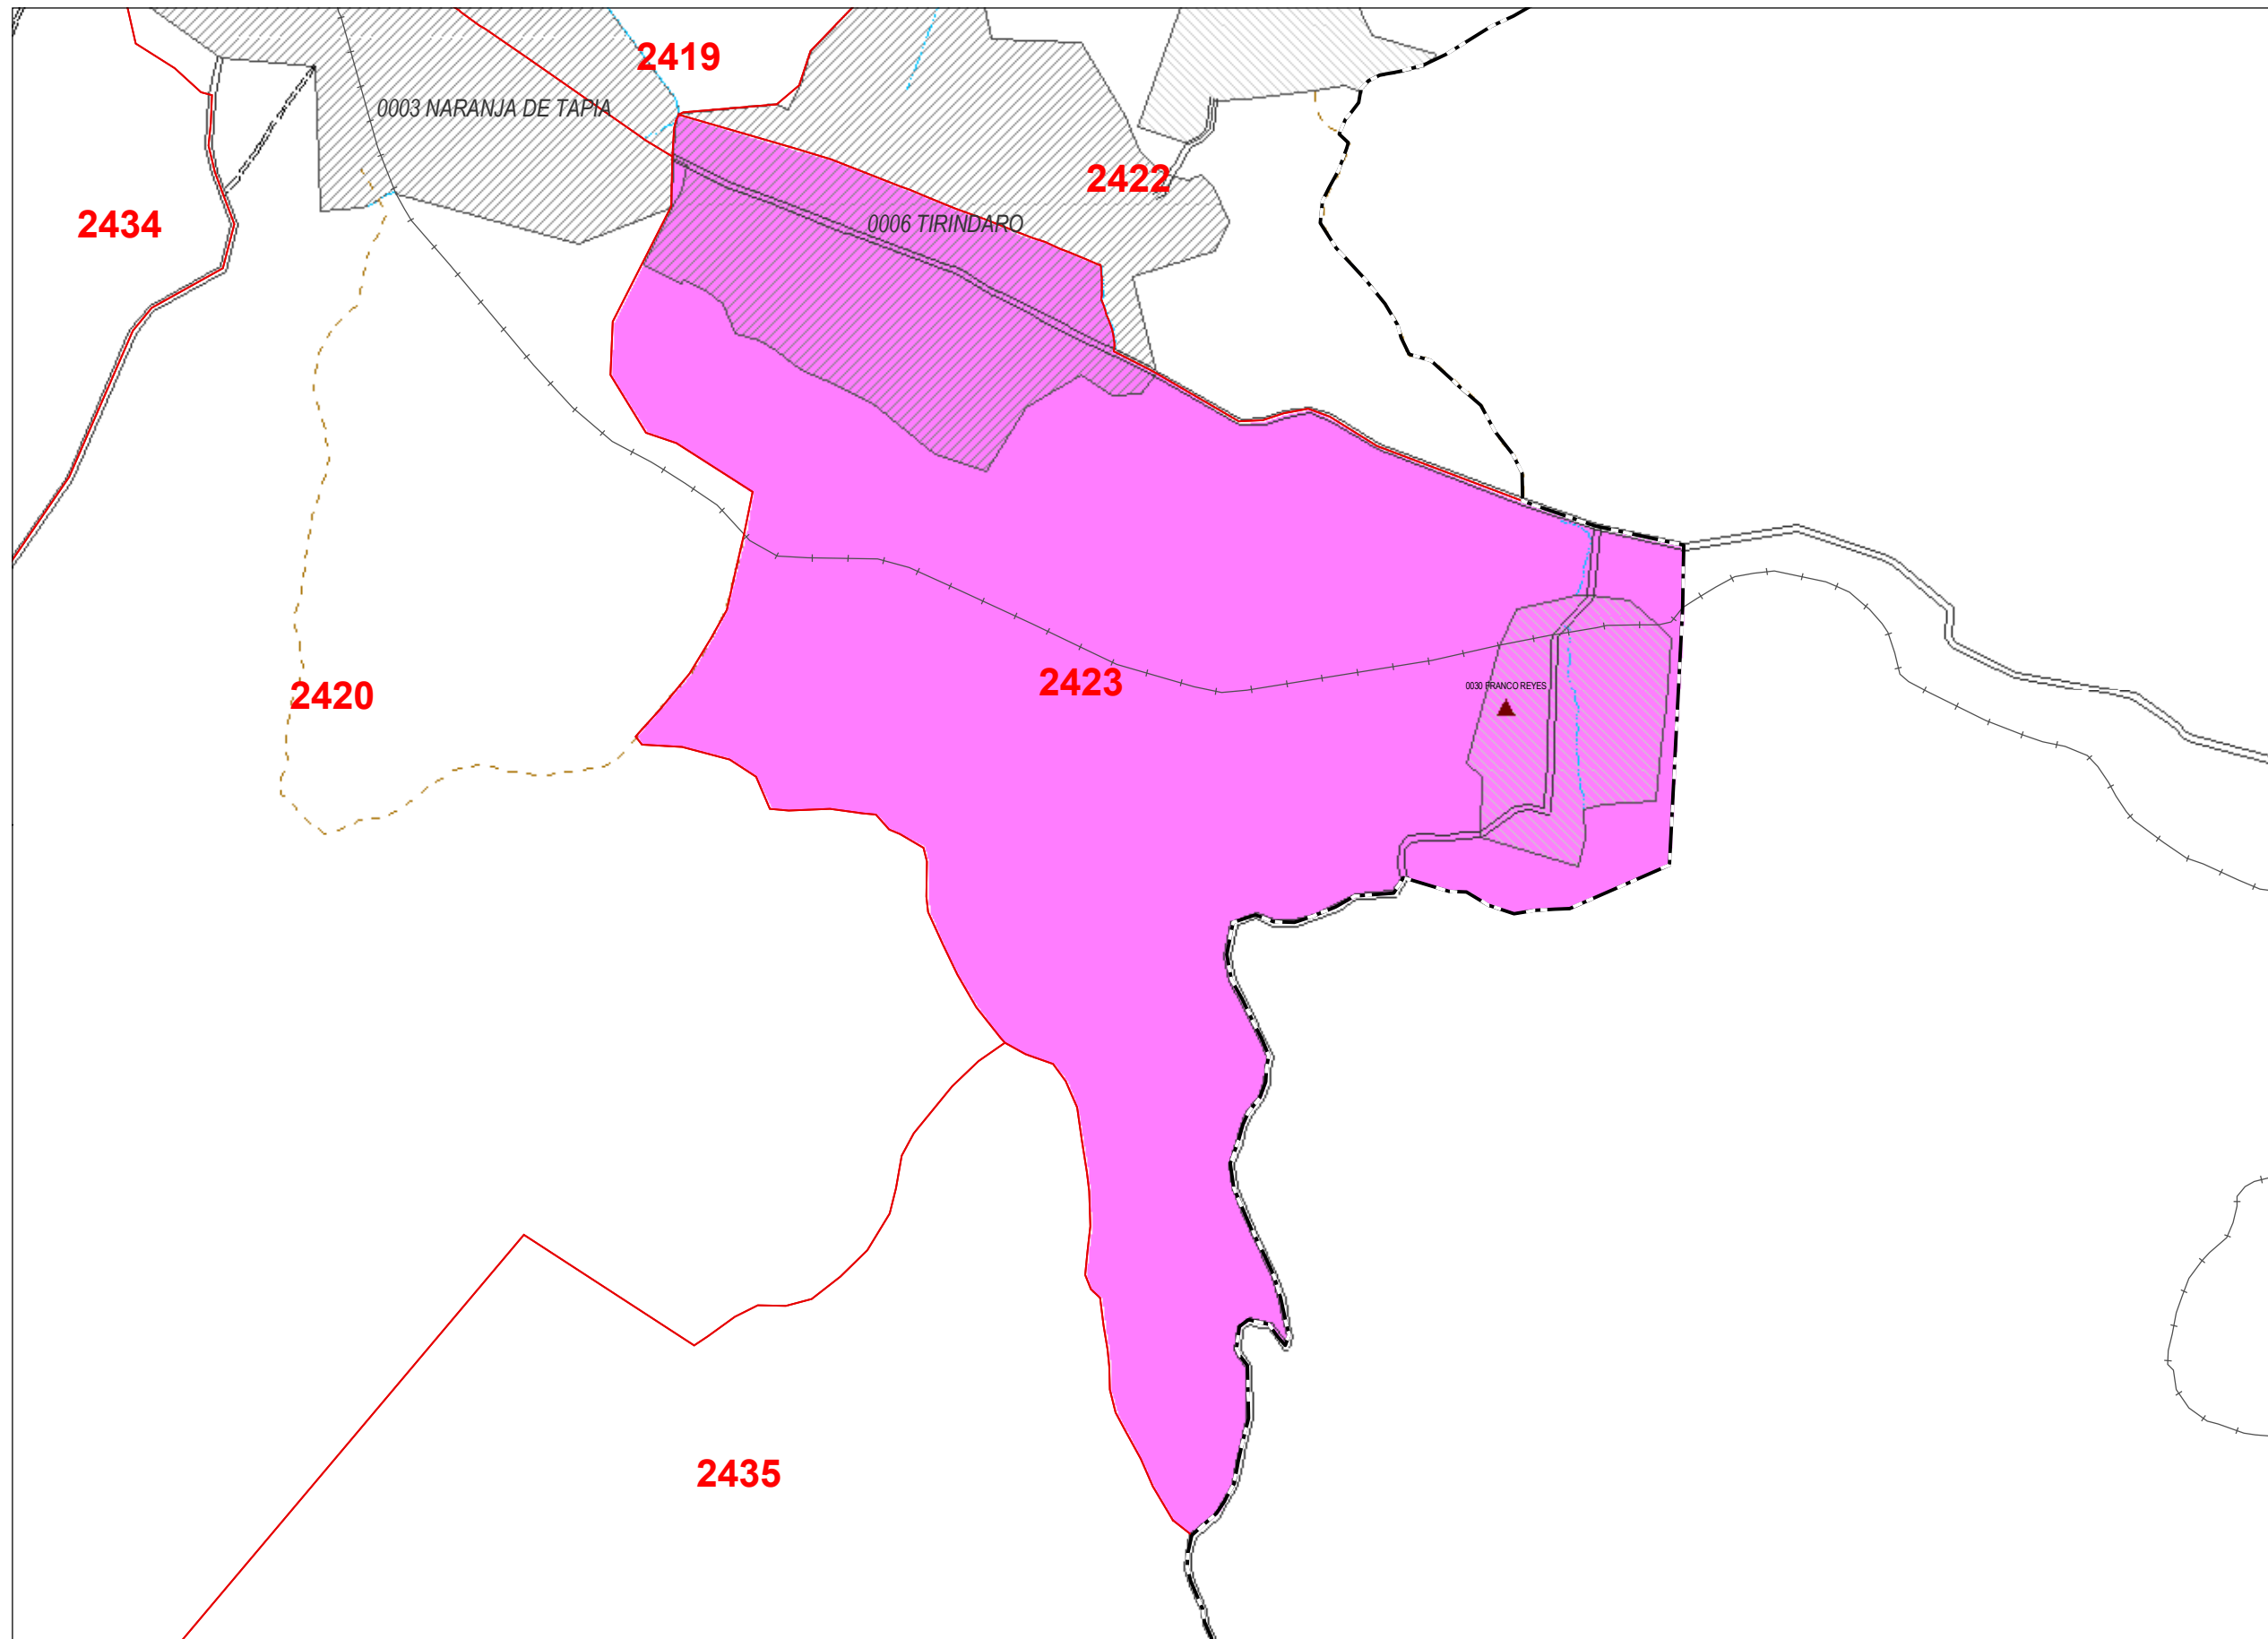 2419
0003 NARANJA DE TAPIA
2422
2434
0006 TIRINDARO
2423
0030 FRANCO REYES
2420
2435